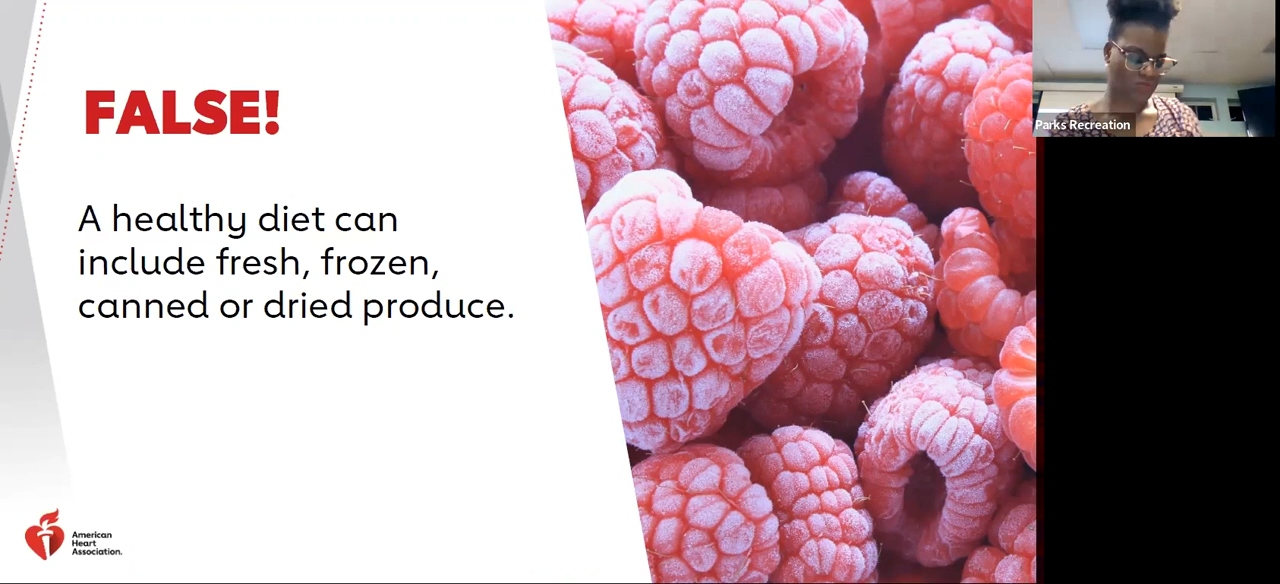 FALSE!
A healthy diet can
include fresh, frozen,
canned or dried produce.
American
Heart
Association.
Parks Recreation